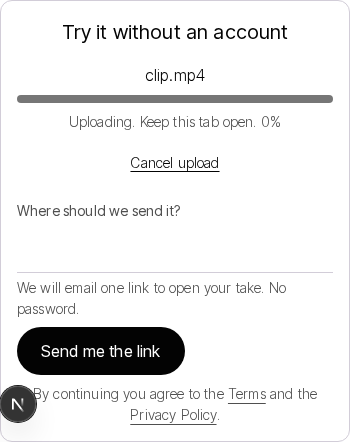 Try it without an account
clip.mp4
Uploading. Keep this tab open. 0%
Cancel upload
Where should we send it?
We will email one link to open your take. No
password.
Send me the link
N
By continuing you agree to the Terms and the
Privacy Policy.